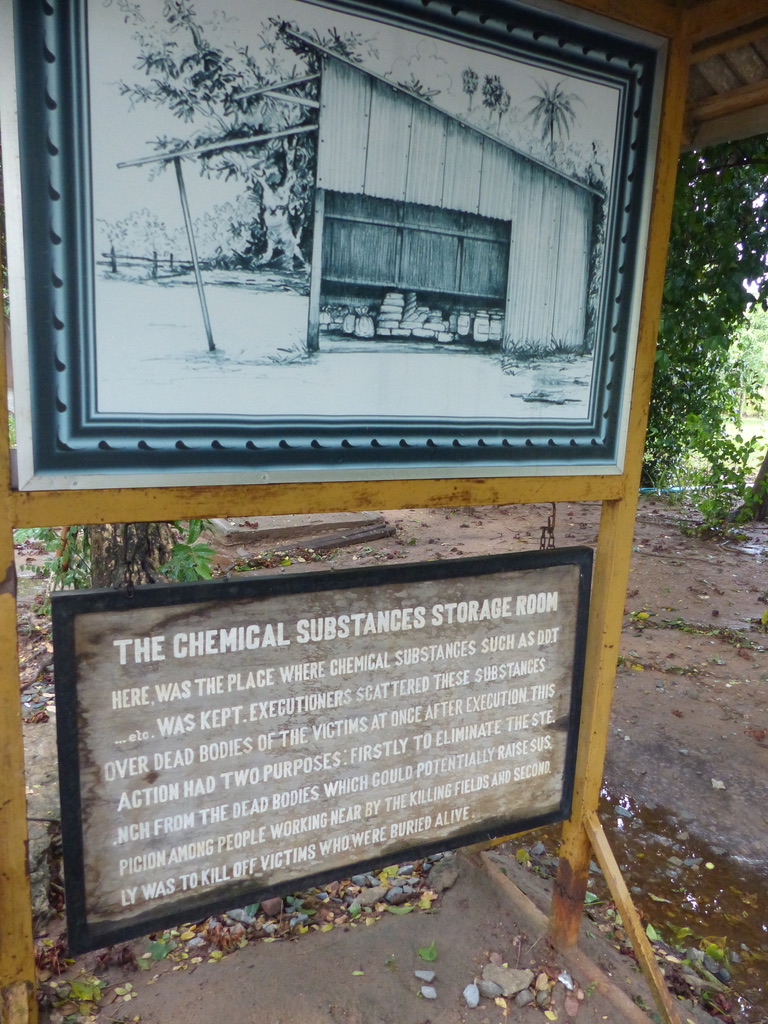 THE CHEMICAL SUBSTANCES STORAGE ROOM
HERE, WAS THE PLACE WHERE CHEMICAL SUBSTANCES SUCH AS D.D.T
....etc. WAS KEPT. EXECUTIONERS SCATTERED THESE SUBSTANCES
OVER DEAD BODIES OF THE VICTIMS AT ONCE AFTER EXECUTION. THIS
ACTION HAD TWO PURPOSES : FIRSTLY TO ELIMINATE THE STE.
.NCH FROM THE DEAD BODIES WHICH COULD POTENTIALLY RAISE SUS.
PICION AMONG PEOPLE WORKING NEAR BY THE KILLING FIELDS AND SECOND.
LY WAS TO KILL OFF VICTIMS WHO WERE BURIED ALIVE .